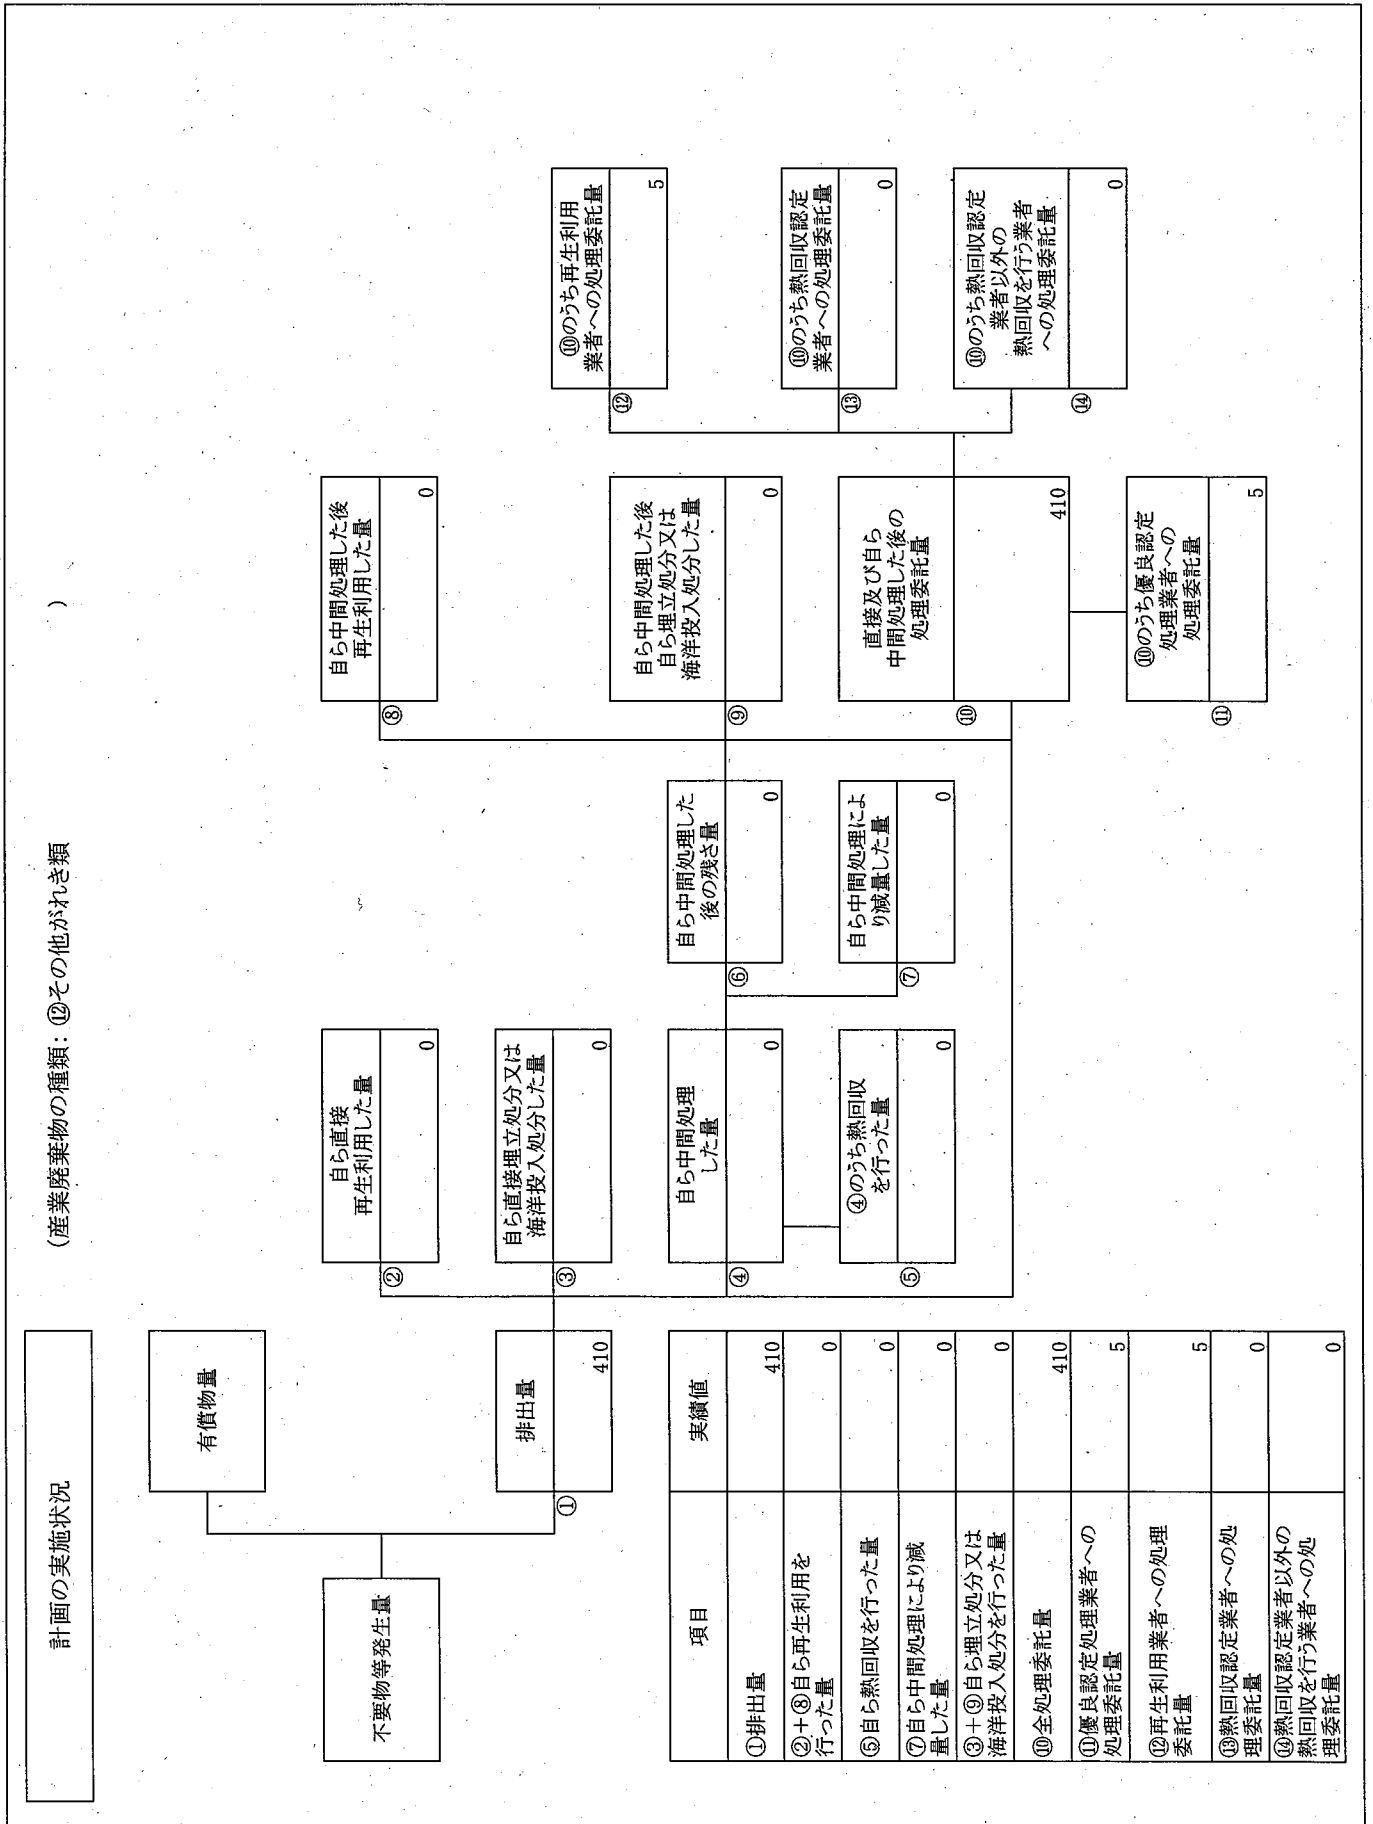 計画の実施状況
(産業廃棄物の種類：⑫その他がれき類
)
不要物等発生量
有償物量
①
排出量
410
②
自ら直接
再生利用した量
0
③
自ら直接埋立処分又は
海洋投入処分した量
0
④
自ら中間処理
した量
0
⑤
④のうち熱回収
を行った量
0
⑥
自ら中間処理した
後の残さ量
0
⑦
自ら中間処理によ
り減量した量
0
⑧
自ら中間処理した後
再生利用した量
0
⑨
自ら中間処理した後
自ら埋立処分又は
海洋投入処分した量
0
⑩
直接及び自ら
中間処理した後の
処理委託量
410
⑪
⑩のうち優良認定
処理業者への
処理委託量
5
⑫
⑩のうち再生利用
業者への処理委託量
5
⑬
⑩のうち熱回収認定
業者への処理委託量
0
⑭
⑩のうち熱回収認定
業者以外の
熱回収を行う業者
への処理委託量
0
項目
実績値
①排出量
410
②+⑧自ら再生利用を
行った量
0
⑤自ら熱回収を行った量
0
⑦自ら中間処理により減
量した量
0
③+⑨自ら埋立処分又は
海洋投入処分を行った量
0
⑩全処理委託量
410
⑪優良認定処理業者への
処理委託量
5
⑫再生利用業者への処理
委託量
5
⑬熱回収認定業者への処
理委託量
0
⑭熱回収認定業者以外の
熱回収を行う業者への処
理委託量
0